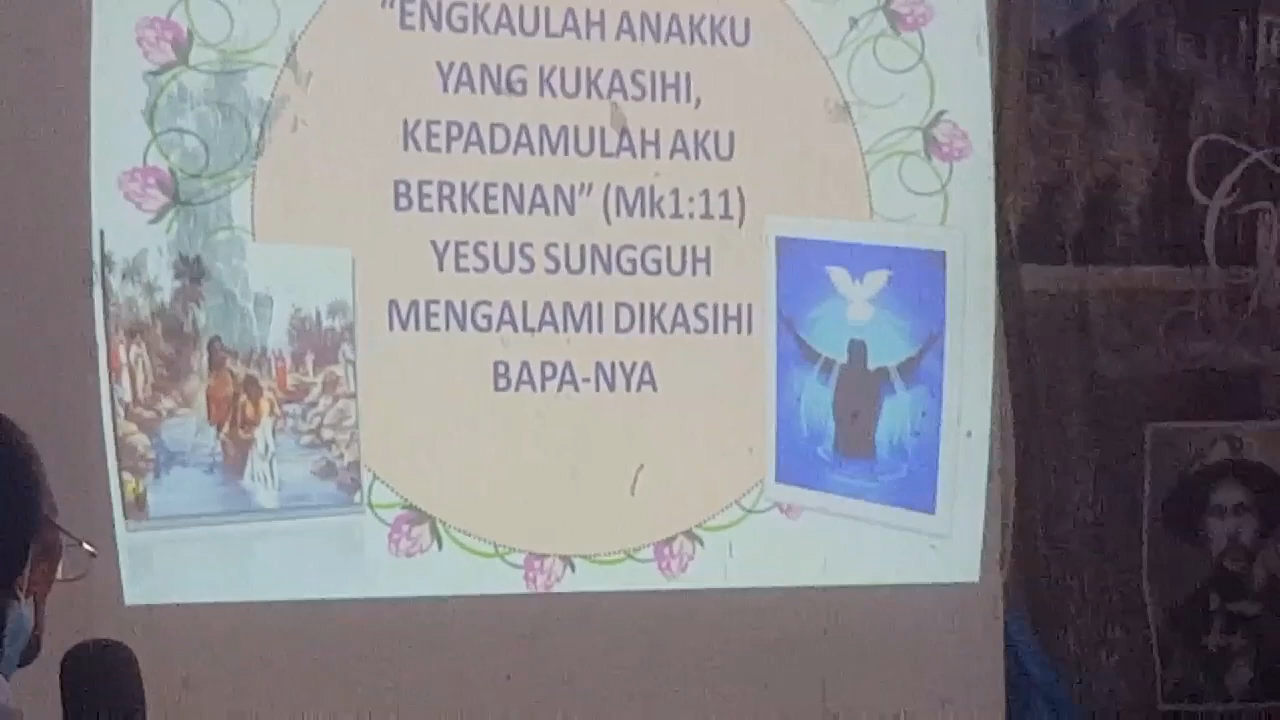 “ENGKAULAH ANAKKU
YANG KUKASIHI,
KEPADAMULAH AKU
BERKENAN” (Mk1:11)
YESUS SUNGGUH
MENGALAMI DIKASIHI
BAPA-NYA